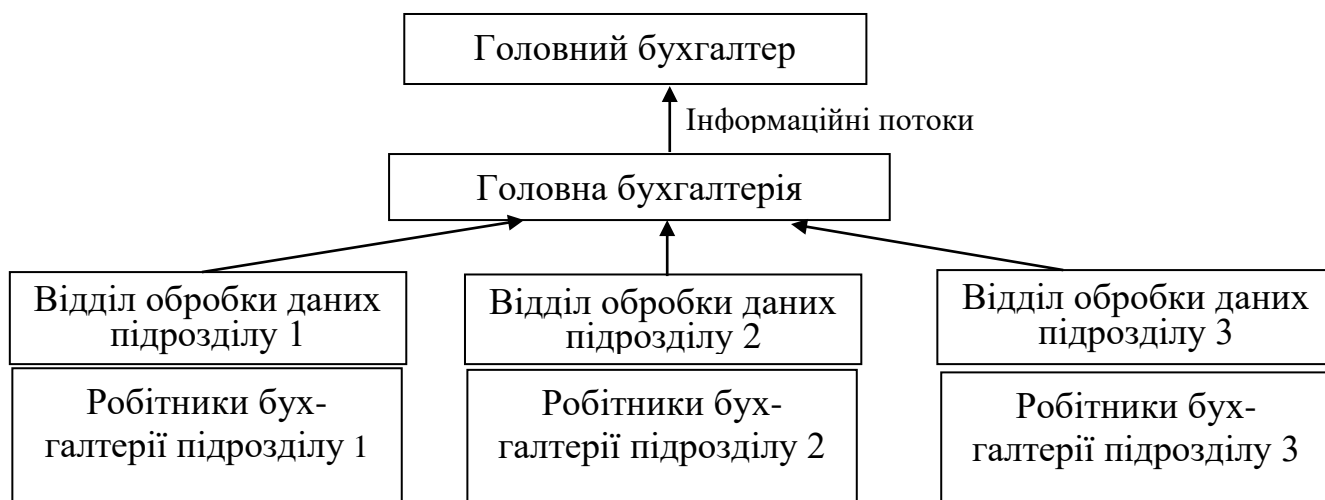 Головний бухгалтер
Інформаційні потоки
Головна бухгалтерія
Відділ обробки даних
підрозділу 1
Відділ обробки даних
підрозділу 2
Відділ обробки даних
підрозділу 3
Робітники бух-
галтерії підрозділу 1
Робітники бух-
галтерії підрозділу 2
Робітники бух-
галтерії підрозділу 3